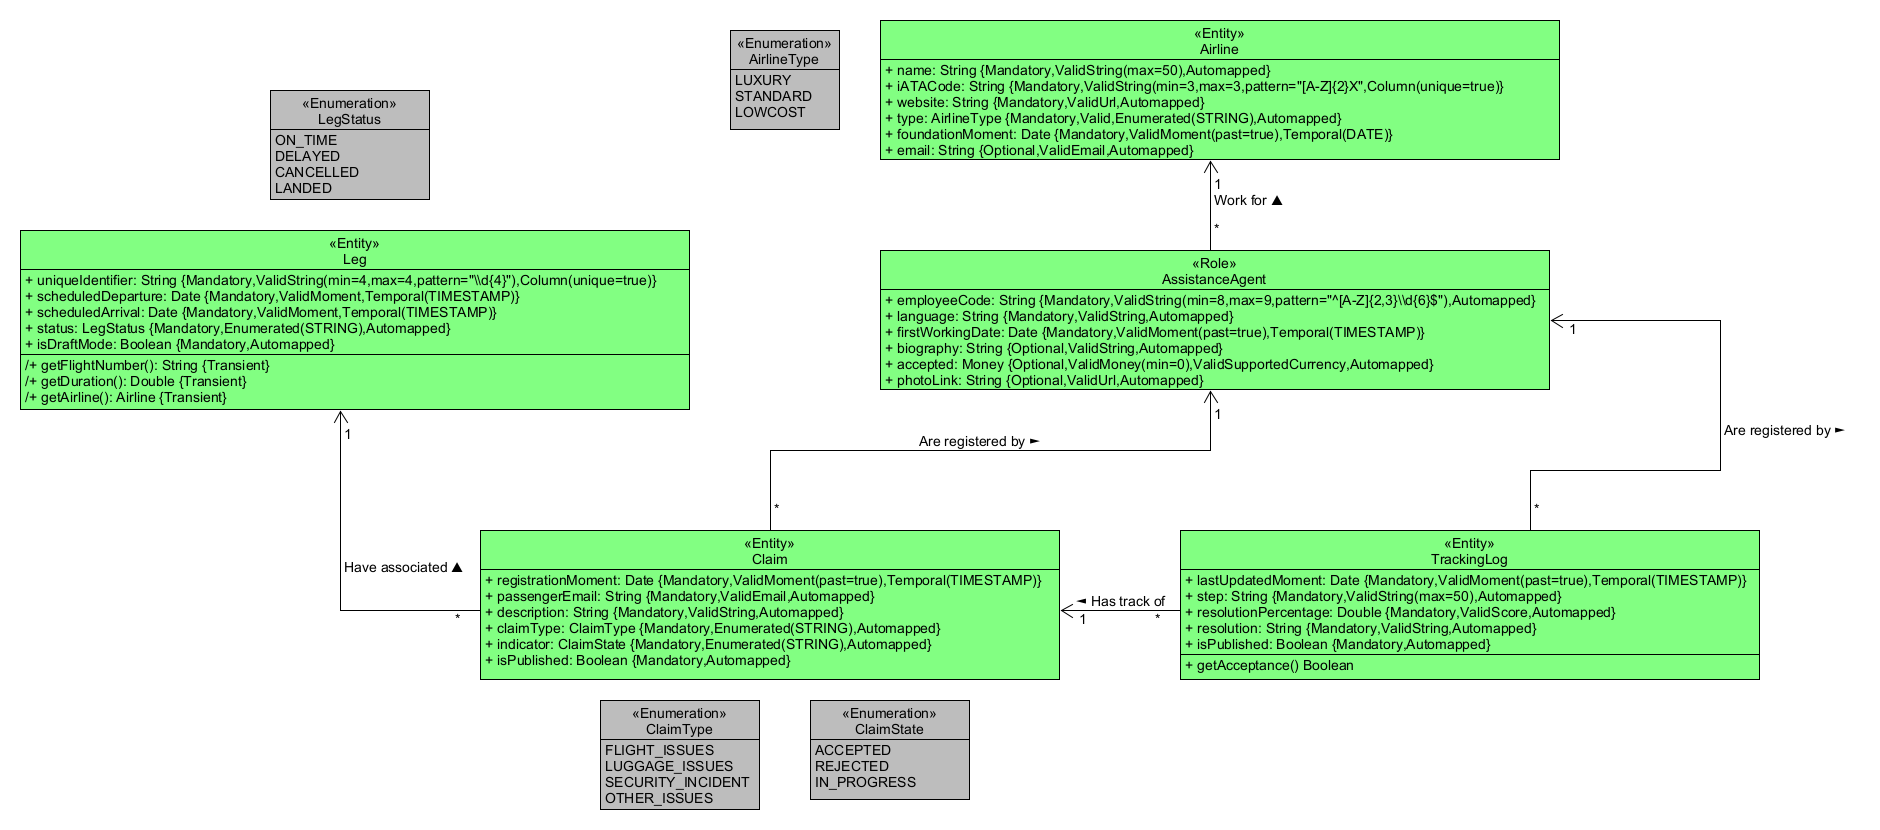 «Enumeration»
AirlineType
LUXURY
STANDARD
LOWCOST
«Entity»
Airline
+ name: String {Mandatory,ValidString(max=50),Automapped}
+ iATACode: String {Mandatory,ValidString(min=3,max=3,pattern="[A-Z]{2}X",Column(unique=true)}
+ website: String {Mandatory,ValidUrl,Automapped}
+ type: AirlineType {Mandatory,Valid,Enumerated(STRING),Automapped}
+ foundationMoment: Date {Mandatory,ValidMoment(past=true),Temporal(DATE)}
+ email: String {Optional,ValidEmail,Automapped}
«Enumeration»
LegStatus
ON_TIME
DELAYED
CANCELLED
LANDED
1
Work for ▲
*
«Entity»
Leg
+ uniqueIdentifier: String {Mandatory,ValidString(min=4,max=4,pattern="\\d{4}"),Column(unique=true)}
+ scheduledDeparture: Date {Mandatory,ValidMoment,Temporal(TIMESTAMP)}
+ scheduledArrival: Date {Mandatory,ValidMoment,Temporal(TIMESTAMP)}
+ status: LegStatus {Mandatory,Enumerated(STRING),Automapped}
+ isDraftMode: Boolean {Mandatory,Automapped}
/+ getFlightNumber(): String {Transient}
/+ getDuration(): Double {Transient}
/+ getAirline(): Airline {Transient}
«Role»
AssistanceAgent
+ employeeCode: String {Mandatory,ValidString(min=8,max=9,pattern="^[A-Z]{2,3}\\d{6}$"),Automapped}
+ language: String {Mandatory,ValidString,Automapped}
+ firstWorkingDate: Date {Mandatory,ValidMoment(past=true),Temporal(TIMESTAMP)}
+ biography: String {Optional,ValidString,Automapped}
+ accepted: Money {Optional,ValidMoney(min=0),ValidSupportedCurrency,Automapped}
+ photoLink: String {Optional,ValidUrl,Automapped}
1
1
1
Are registered by ►
Are registered by ►
*
*
Have associated ▲
*
«Entity»
Claim
+ registrationMoment: Date {Mandatory,ValidMoment(past=true),Temporal(TIMESTAMP)}
+ passengerEmail: String {Mandatory,ValidEmail,Automapped}
+ description: String {Mandatory,ValidString,Automapped}
+ claimType: ClaimType {Mandatory,Enumerated(STRING),Automapped}
+ indicator: ClaimState {Mandatory,Enumerated(STRING),Automapped}
+ isPublished: Boolean {Mandatory,Automapped}
◄ Has track of
1
*
«Entity»
TrackingLog
+ lastUpdatedMoment: Date {Mandatory,ValidMoment(past=true),Temporal(TIMESTAMP)}
+ step: String {Mandatory,ValidString(max=50),Automapped}
+ resolutionPercentage: Double {Mandatory,ValidScore,Automapped}
+ resolution: String {Mandatory,ValidString,Automapped}
+ isPublished: Boolean {Mandatory,Automapped}
+ getAcceptance() Boolean
«Enumeration»
ClaimType
FLIGHT_ISSUES
LUGGAGE_ISSUES
SECURITY_INCIDENT
OTHER_ISSUES
«Enumeration»
ClaimState
ACCEPTED
REJECTED
IN_PROGRESS